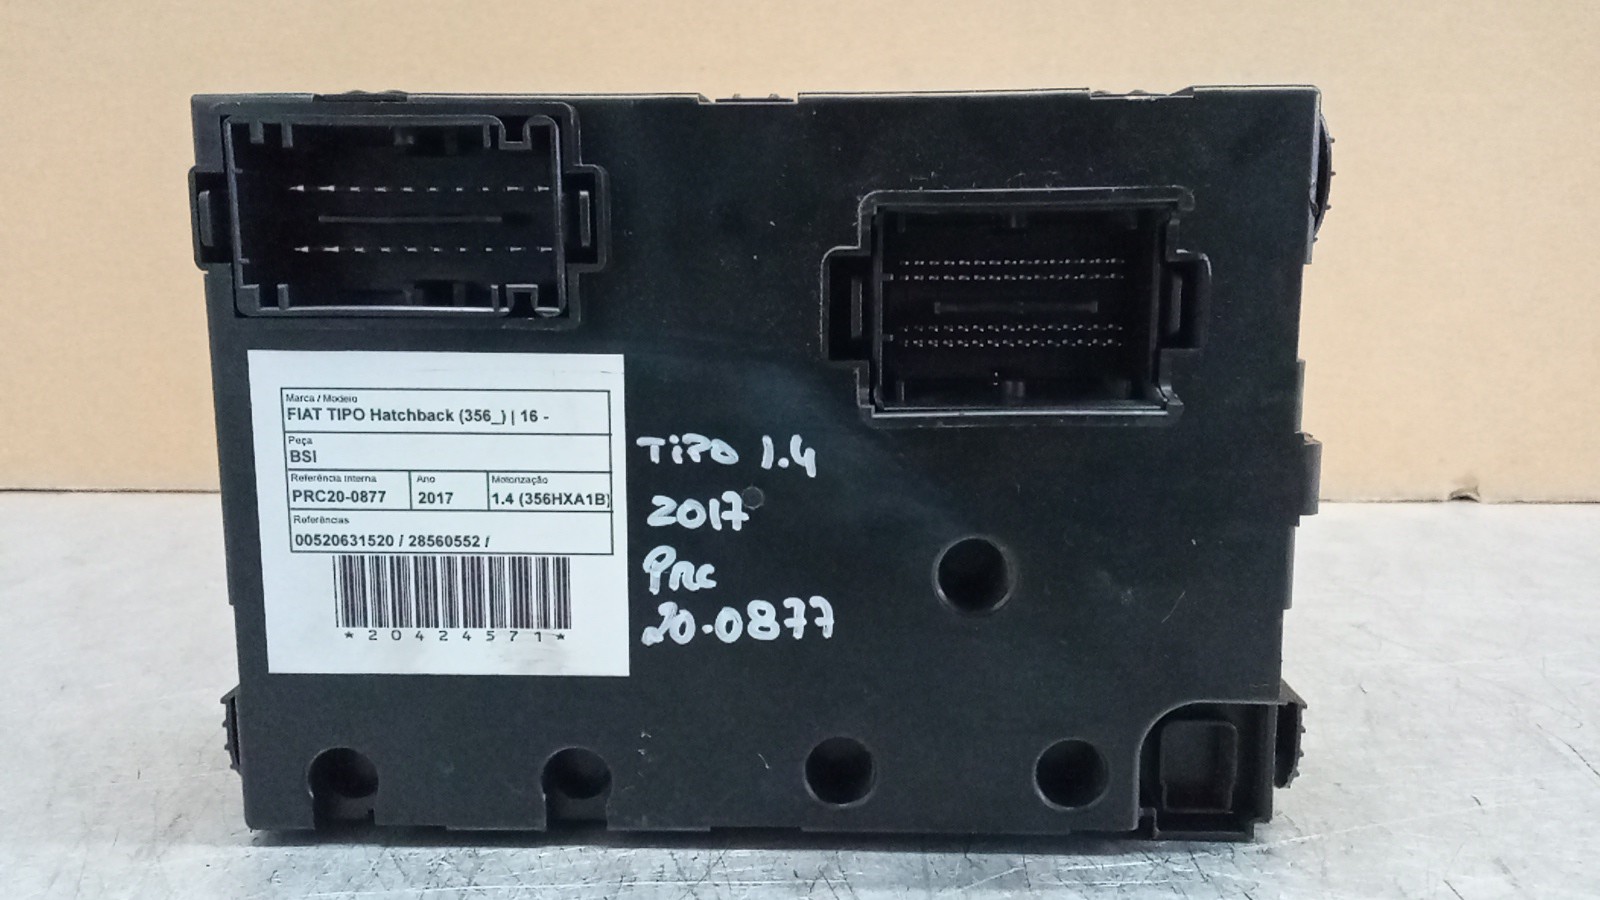 Marca / Modelo
FIAT TIPO Hatchback (356_) | 16 -
Peça
BSI
Referência Interna Ano Motorização
PRC20-0877 2017 1.4 (356HXA1B)
Referências
00520631520 / 28560552 /
*20424571*
TiPO 1.4
2017
PRC
20-0877